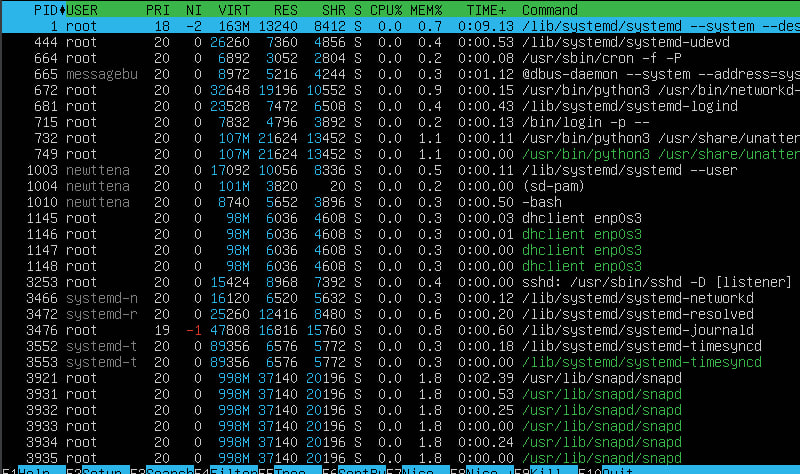 PID♦USER PRI NI VIRT RES SHR S CPU% MEM% TIME+ Command
1 root 18 -2 163M 13240 8412 S 0.0 0.7 0:09.13 /lib/systemd/systemd --system --des
444 root 20 0 26260 7360 4856 S 0.0 0.4 0:00.53 /lib/systemd/systemd-udevd
664 root 20 0 6892 3052 2804 S 0.0 0.2 0:00.08 /usr/sbin/cron -f -P
665 messagebu 20 0 8972 5216 4244 S 0.0 0.3 0:01.12 @dbus-daemon --system --address=sys
672 root 20 0 32648 19196 10552 S 0.0 0.9 0:00.15 /usr/bin/python3 /usr/bin/networkd-
681 root 20 0 23528 7472 6508 S 0.0 0.4 0:00.43 /lib/systemd/systemd-logind
715 root 20 0 7832 4796 3892 S 0.0 0.2 0:00.13 /bin/login -p --
732 root 20 0 107M 21624 13452 S 0.0 1.1 0:00.11 /usr/bin/python3 /usr/share/unatten
749 root 20 0 107M 21624 13452 S 0.0 1.1 0:00.00 /usr/bin/python3 /usr/share/unatten
1003 newttena 20 0 17092 10056 8336 S 0.0 0.5 0:00.11 /lib/systemd/systemd --user
1004 newttena 20 0 101M 3820 20 S 0.0 0.2 0:00.00 (sd-pam)
1010 newttena 20 0 8740 5652 3896 S 0.0 0.3 0:00.50 -bash
1145 root 20 0 98M 6036 4608 S 0.0 0.3 0:00.03 dhclient enp0s3
1146 root 20 0 98M 6036 4608 S 0.0 0.3 0:00.01 dhclient enp0s3
1147 root 20 0 98M 6036 4608 S 0.0 0.3 0:00.00 dhclient enp0s3
1148 root 20 0 98M 6036 4608 S 0.0 0.3 0:00.00 dhclient enp0s3
3253 root 20 0 15424 8968 7392 S 0.0 0.4 0:00.00 sshd: /usr/sbin/sshd -D [listener]
3466 systemd-n 20 0 16120 6520 5632 S 0.0 0.3 0:00.12 /lib/systemd/systemd-networkd
3472 systemd-r 20 0 25260 12416 8480 S 0.0 0.6 0:00.20 /lib/systemd/systemd-resolved
3476 root 19 -1 47808 16816 15760 S 0.0 0.8 0:00.60 /lib/systemd/systemd-journald
3552 systemd-t 20 0 89356 6576 5772 S 0.0 0.3 0:00.18 /lib/systemd/systemd-timesyncd
3553 systemd-t 20 0 89356 6576 5772 S 0.0 0.3 0:00.00 /lib/systemd/systemd-timesyncd
3921 root 20 0 998M 37140 20196 S 0.0 1.8 0:02.39 /usr/lib/snapd/snapd
3931 root 20 0 998M 37140 20196 S 0.0 1.8 0:00.53 /usr/lib/snapd/snapd
3932 root 20 0 998M 37140 20196 S 0.0 1.8 0:00.25 /usr/lib/snapd/snapd
3933 root 20 0 998M 37140 20196 S 0.0 1.8 0:00.00 /usr/lib/snapd/snapd
3934 root 20 0 998M 37140 20196 S 0.0 1.8 0:00.24 /usr/lib/snapd/snapd
3935 root 20 0 998M 37140 20196 S 0.0 1.8 0:00.00 /usr/lib/snapd/snapd
F1Help F2Setup F3SearchF4FilterF5Tree F6SortByF7Nice -F8Nice +F9Kill F10Quit